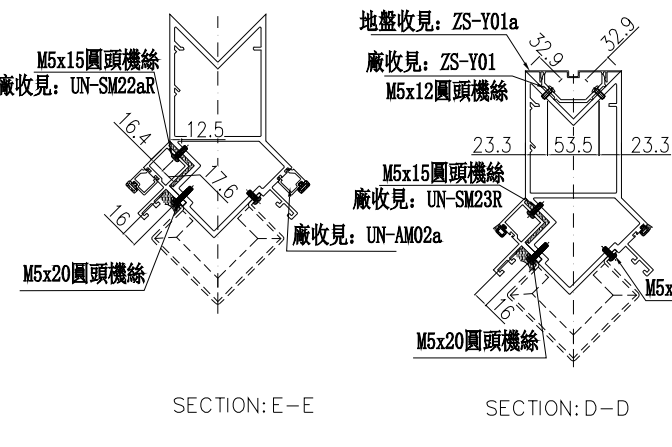 M5x15圓頭機絲
廠收見: UN-SM22aR
16.4
12.5
17.6
16
廠收見: UN-AM02a
M5x20圓頭機絲
SECTION: E-E
地盤收見: ZS-Y01a
32.9
32.9
廠收見: ZS-Y01
M5x12圓頭機絲
23.3
53.5
23.3
M5x15圓頭機絲
廠收見: UN-SM23R
M5x
16
M5x20圓頭機絲
SECTION: D-D